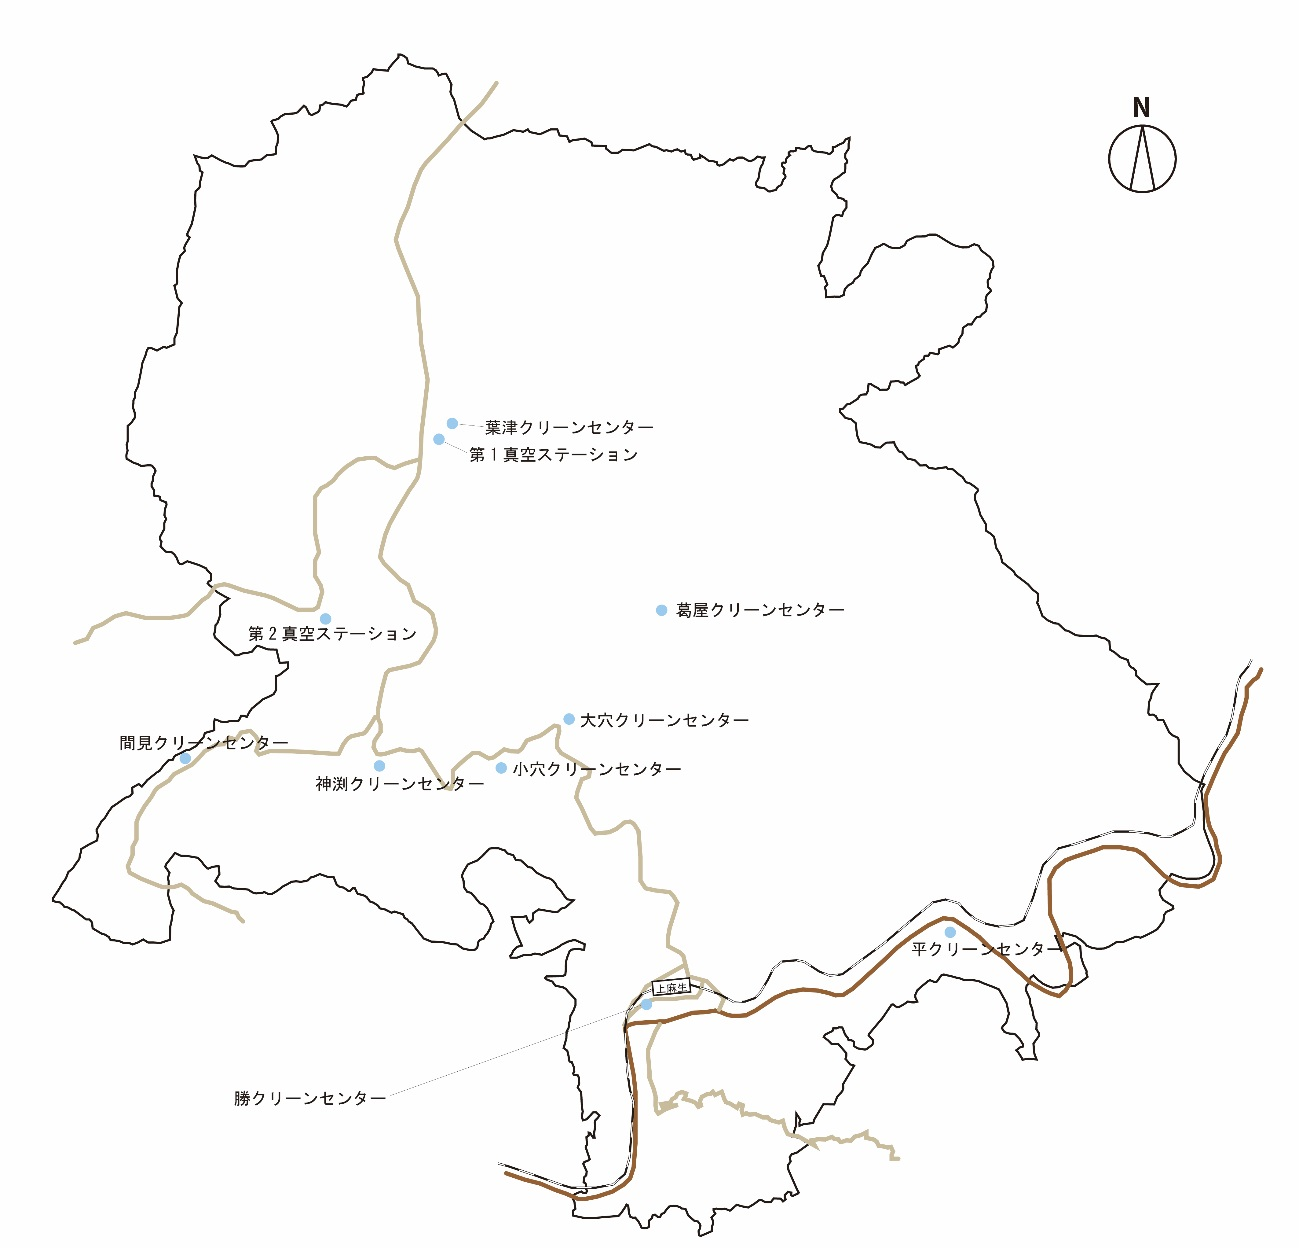 N
葉津クリーンセンター
第1真空ステーション
葛屋クリーンセンター
第2真空ステーション
大穴クリーンセンター
間見クリーンセンター
小穴クリーンセンター
神渕クリーンセンター
平クリーンセンター
上麻生
勝クリーンセンター